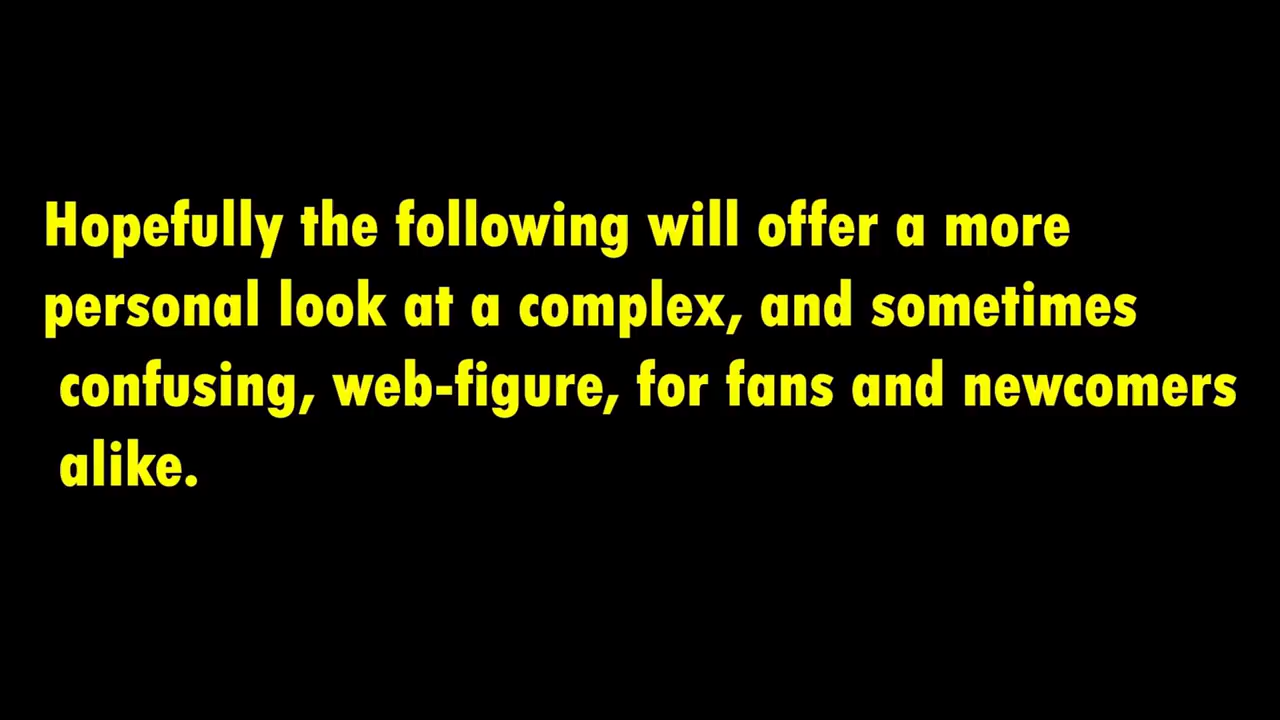 Hopefully the following will offer a more
personal look at a complex, and sometimes
confusing, web-figure, for fans and newcomers
alike.